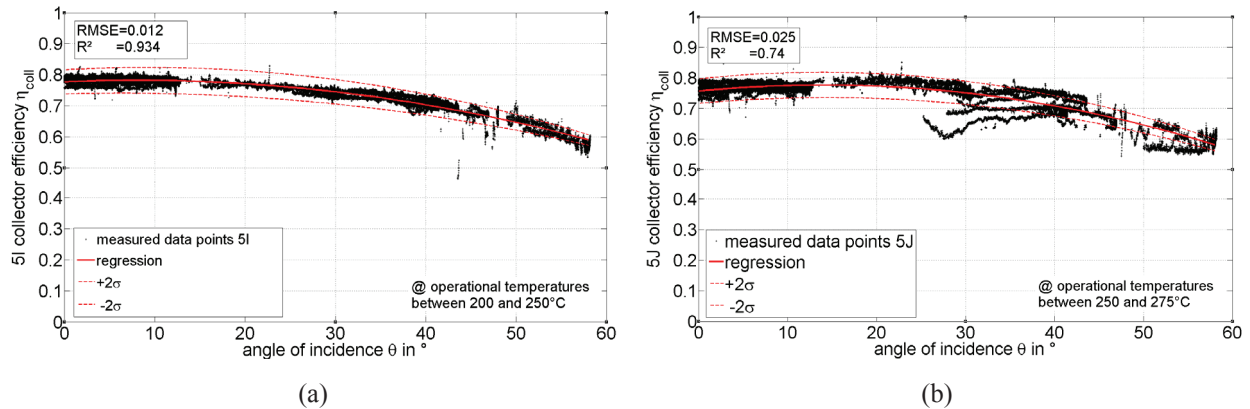 RMSE=0.012
R² =0.934
1
0.9
0.8
0.7
0.6
0.5
0.4
0.3
0.2
0.1
0
5I collector efficiency ηcoll
measured data points 5I
regression
+2σ
-2σ
@ operational temperatures
between 200 and 250°C
0 10 20 30 40 50 60
angle of incidence θ in °
(a)
RMSE=0.025
R² =0.74
1
0.9
0.8
0.7
0.6
0.5
0.4
0.3
0.2
0.1
0
5J collector efficiency ηcoll
measured data points 5J
regression
+2σ
-2σ
@ operational temperatures
between 250 and 275°C
0 10 20 30 40 50 60
angle of incidence θ in °
(b)